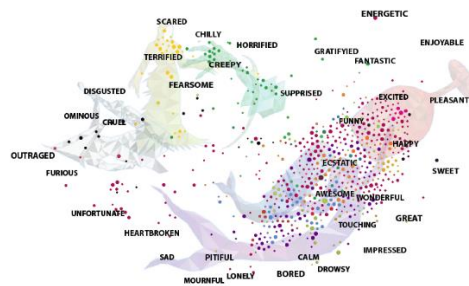 ENERGETIC
SCARED
CHILLY
HORRIFIED
ENJOYABLE
TERRIFIED
GRATIFYIED
CREEPY
FANTASTIC
FEARSOME
DISGUSTED
SUPPRISED
EXCITED
PLEASANT
OMINOUS
CRUEL
FUNNY
HAPPY
OUTRAGED
ECSTATIC
SWEET
FURIOUS
AWESOME
WONDERFUL
UNFORTUNATE
GREAT
TOUCHING
HEARTBROKEN
IMPRESSED
SAD
PITIFUL
CALM
DROWSY
LONELY
BORED
MOURNFUL